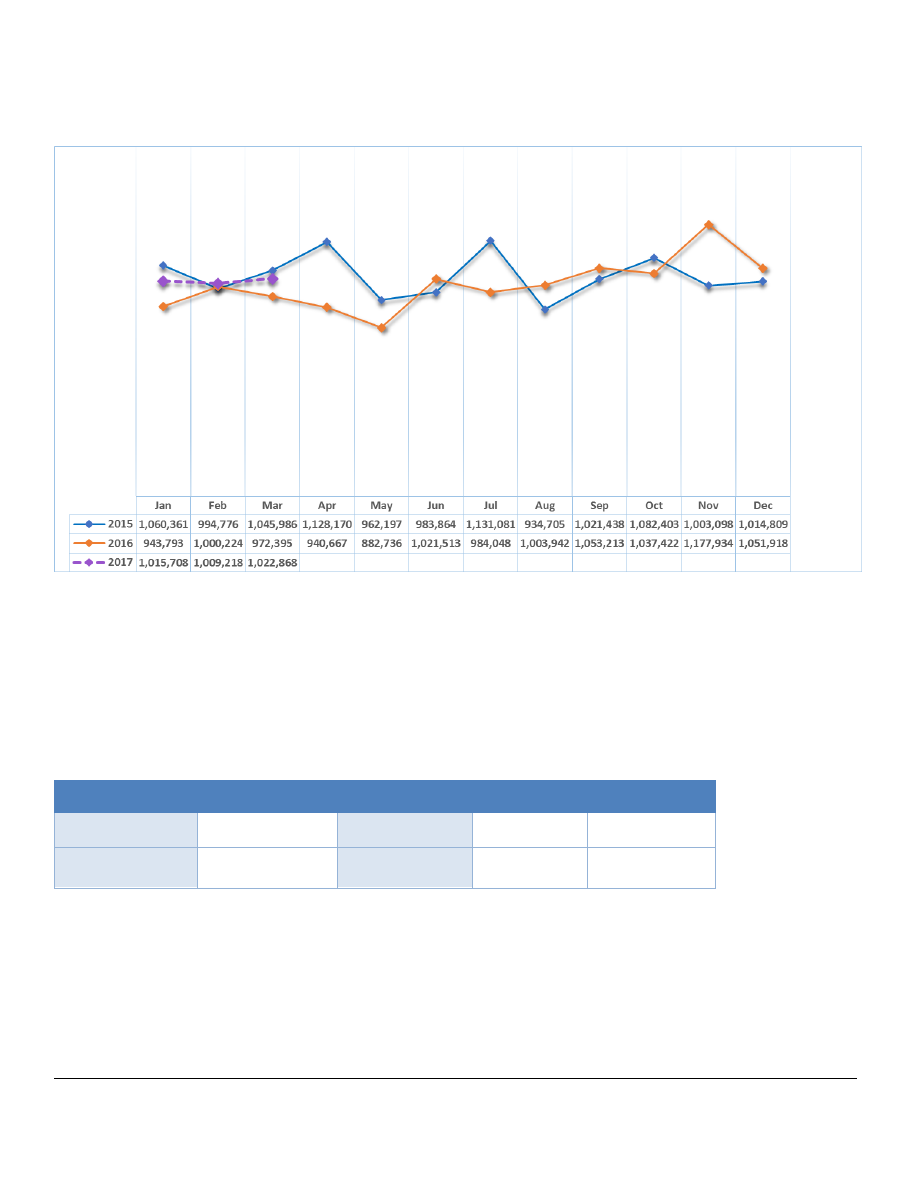 Jan Feb Mar Apr May Jun Jul Aug Sep Oct Nov Dec
2015 1,060,361 994,776 1,045,986 1,128,170 962,197 983,864 1,131,081 934,705 1,021,438 1,082,403 1,003,098 1,014,809
2016 943,793 1,000,224 972,395 940,667 882,736 1,021,513 984,048 1,003,942 1,053,213 1,037,422 1,177,934 1,051,918
2017 1,015,708 1,009,218 1,022,868